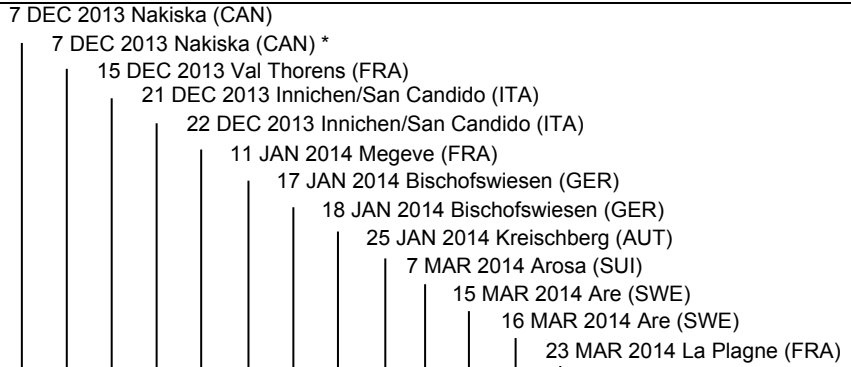 7 DEC 2013 Nakiska (CAN)
7 DEC 2013 Nakiska (CAN) *
15 DEC 2013 Val Thorens (FRA)
21 DEC 2013 Innichen/San Candido (ITA)
22 DEC 2013 Innichen/San Candido (ITA)
11 JAN 2014 Megeve (FRA)
17 JAN 2014 Bischofswiesen (GER)
18 JAN 2014 Bischofswiesen (GER)
25 JAN 2014 Kreischberg (AUT)
7 MAR 2014 Arosa (SUI)
15 MAR 2014 Are (SWE)
16 MAR 2014 Are (SWE)
23 MAR 2014 La Plagne (FRA)